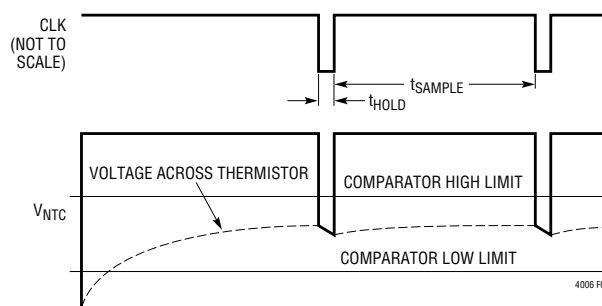 CLK
(NOT TO
SCALE)
tSAMPLE
tHOLD
VOLTAGE ACROSS THERMISTOR
COMPARATOR HIGH LIMIT
VNTC
COMPARATOR LOW LIMIT
4006